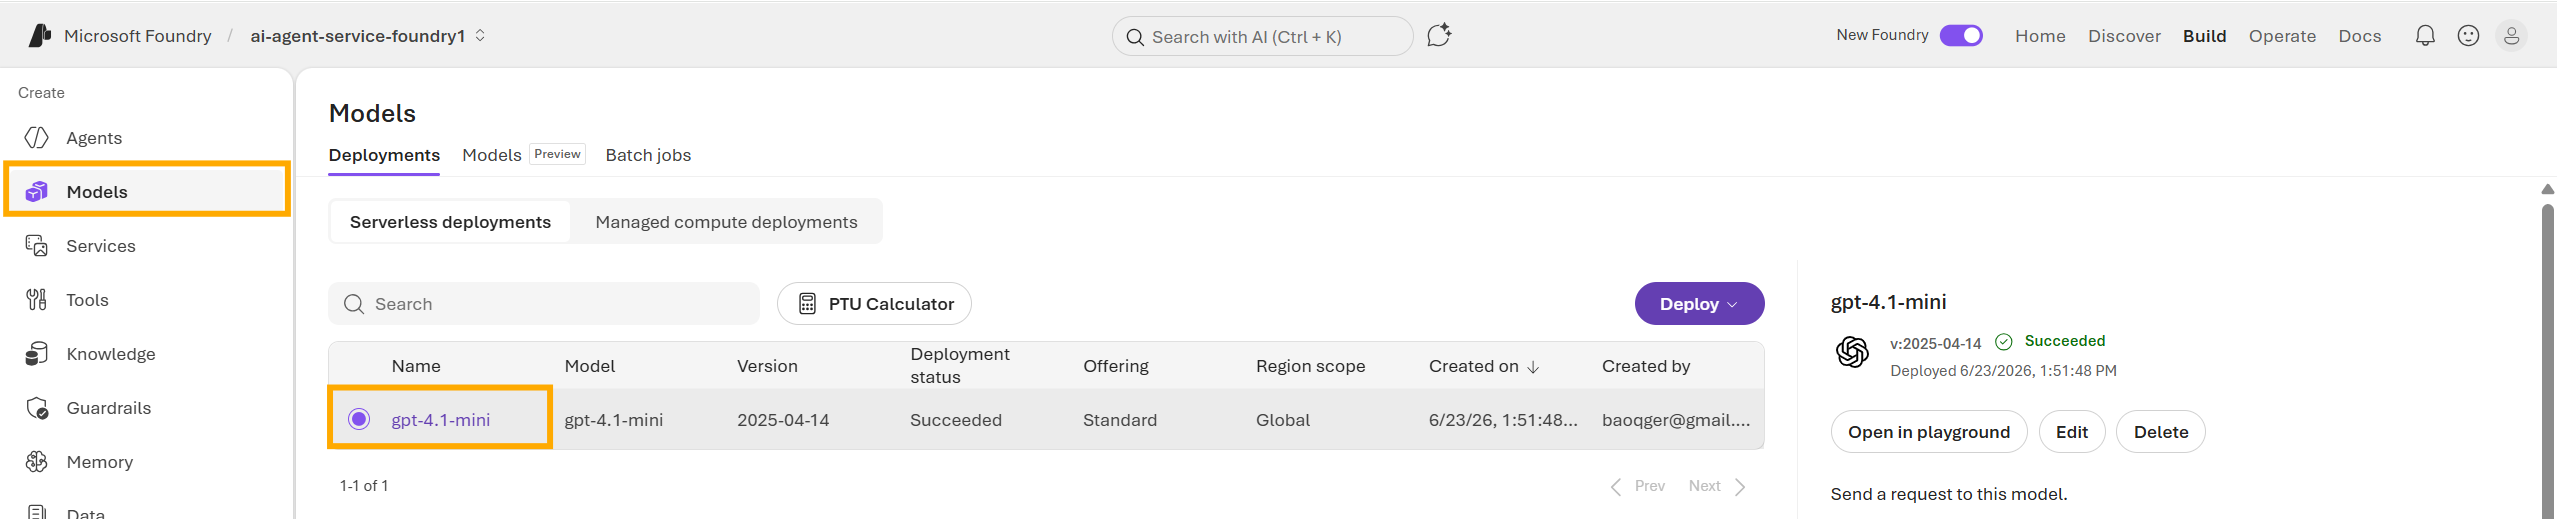 Microsoft Foundry / ai-agent-service-foundry1
Search with AI (Ctrl + K)
New Foundry
Home Discover Build Operate Docs
Create
Agents
Models
Services
Tools
Knowledge
Guardrails
Memory
Data
Models
Deployments Models Preview Batch jobs
Serverless deployments Managed compute deployments
Search
PTU Calculator
Deploy
Name Model Version Deployment status Offering Region scope Created on ↓ Created by
gpt-4.1-mini gpt-4.1-mini 2025-04-14 Succeeded Standard Global 6/23/26, 1:51:48... baoqger@gmail....
1-1 of 1
Prev Next
gpt-4.1-mini
v:2025-04-14 Succeeded
Deployed 6/23/2026, 1:51:48 PM
Open in playground Edit Delete
Send a request to this model.